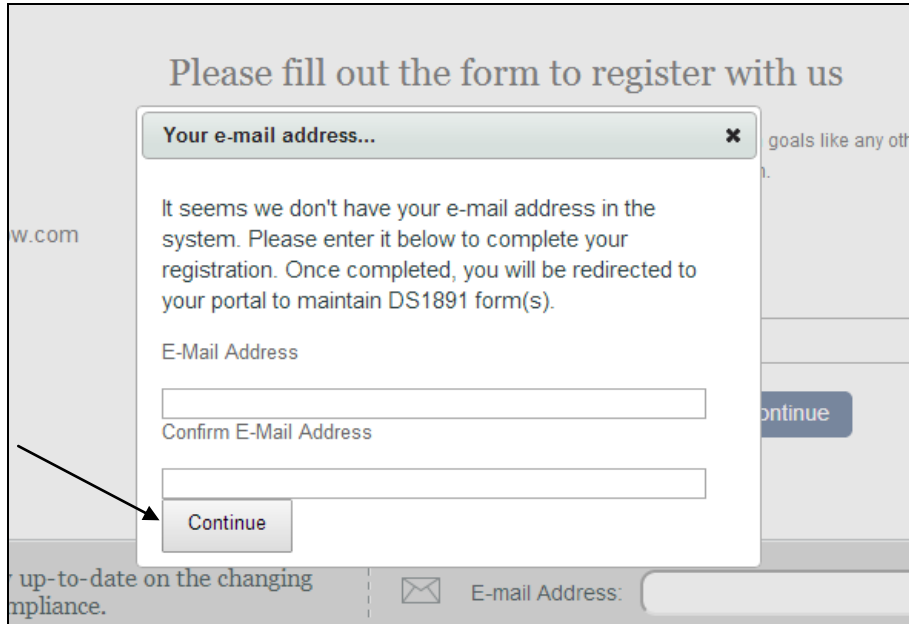 Please fill out the form to register with us
Your e-mail address...
goals like any oth
It seems we don't have your e-mail address in the
system. Please enter it below to complete your
registration. Once completed, you will be redirected to
your portal to maintain DS1891 form(s).
ow.com
E-Mail Address
Confirm E-Mail Address
ontinue
Continue
up-to-date on the changing
mpliance.
E-mail Address: